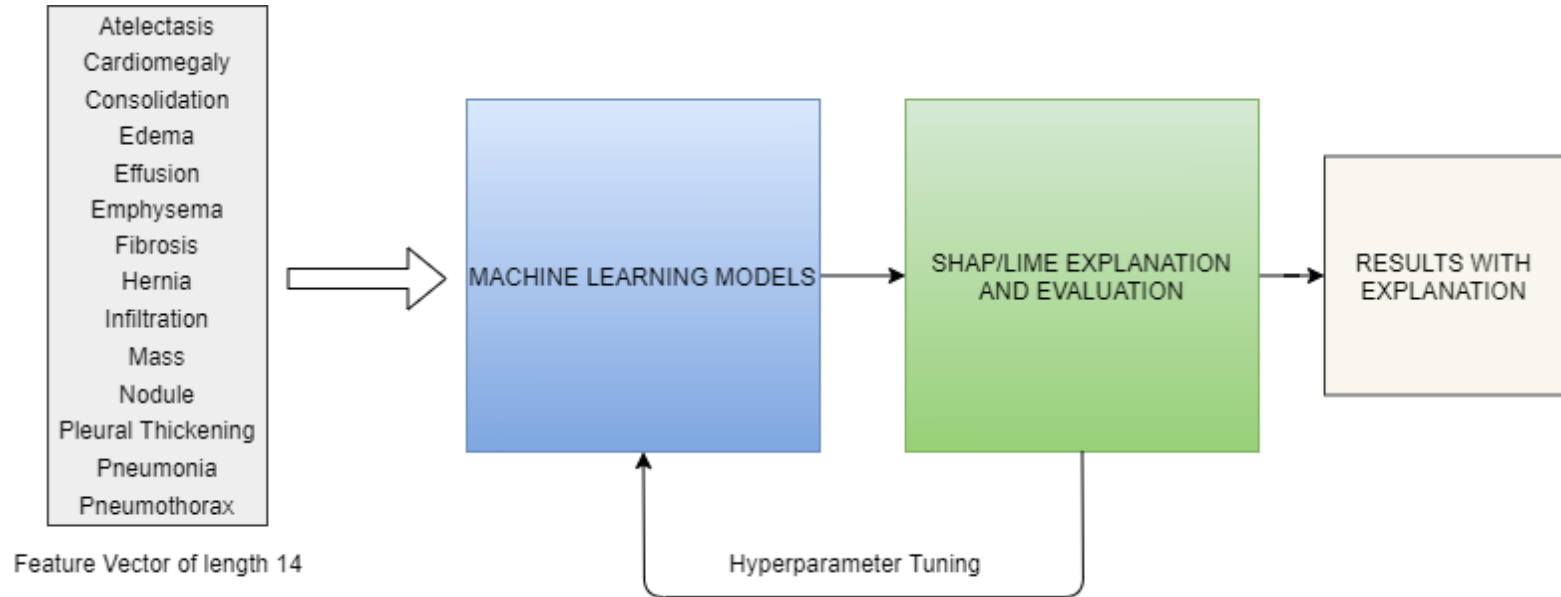 Atelectasis
Cardiomegaly
Consolidation
Edema
Effusion
Emphysema
Fibrosis
Hernia
Infiltration
Mass
Nodule
Pleural Thickening
Pneumonia
Pneumothorax
Feature Vector of length 14
MACHINE LEARNING MODELS
SHAP/LIME EXPLANATION
AND EVALUATION
RESULTS WITH
EXPLANATION
Hyperparameter Tuning